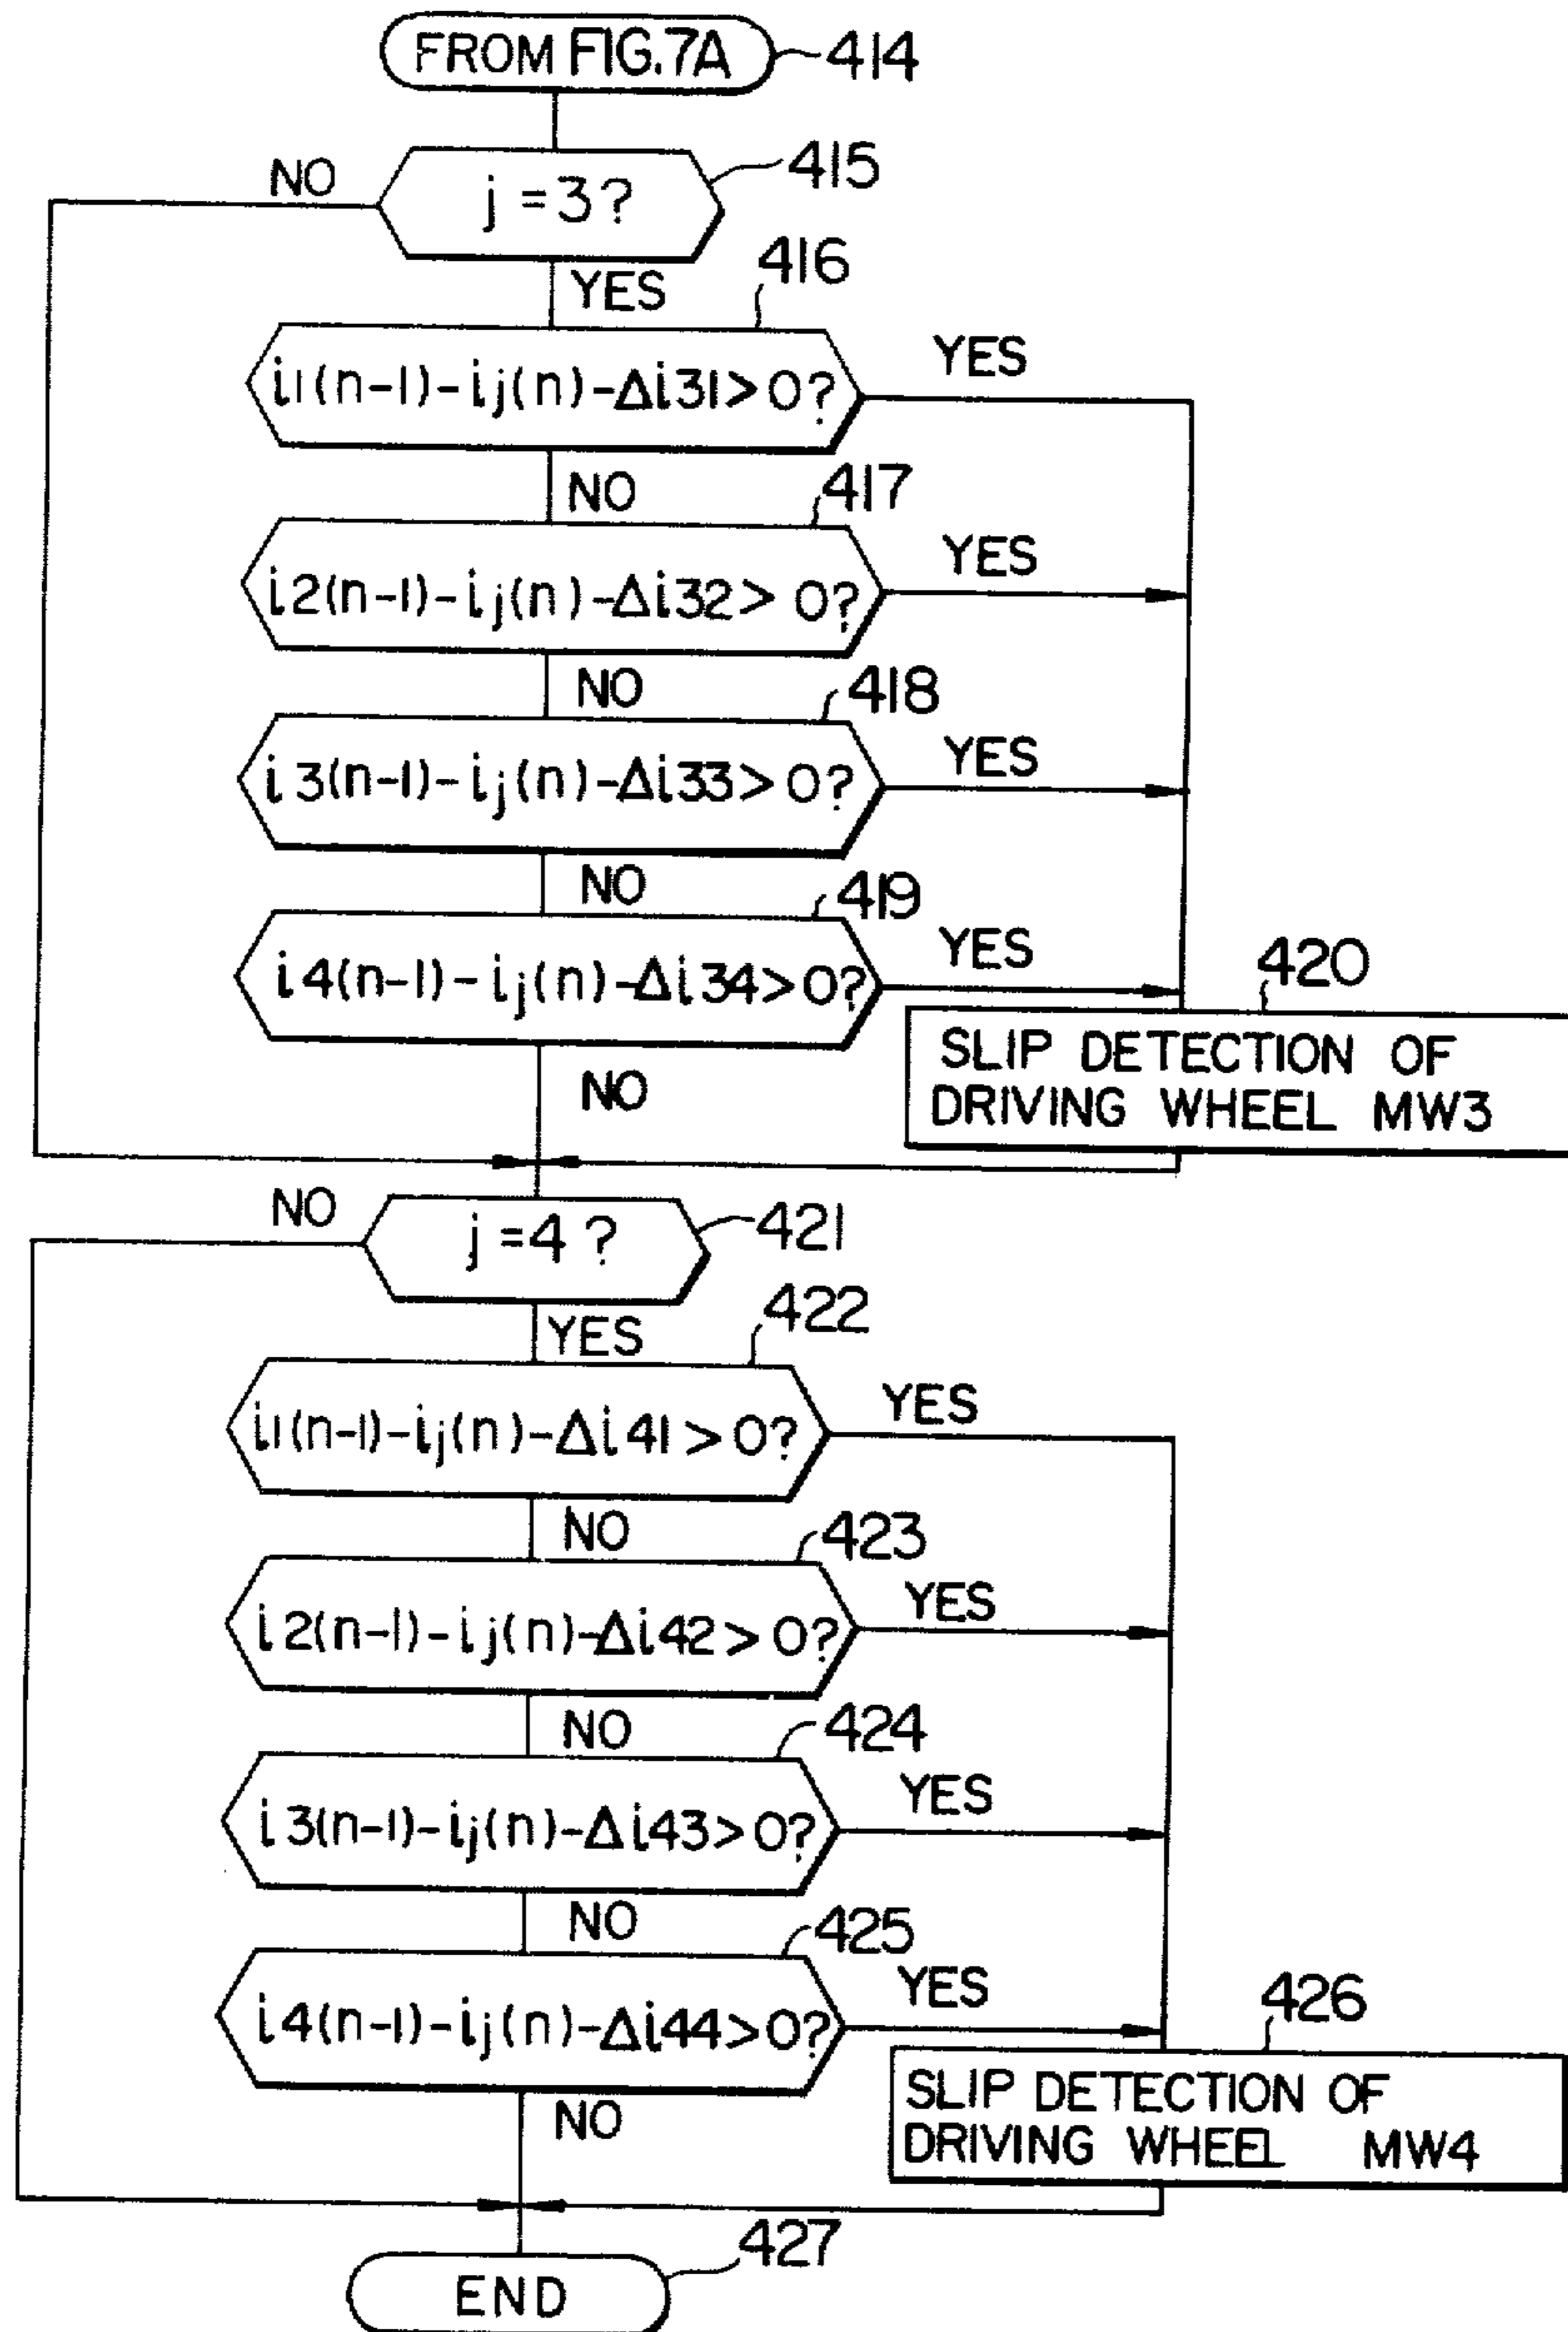 FROM FIG.7A
414
415
NO
j = 3 ?
416
YES
i1(n-1)-ij(n)-Δi31>0?
YES
417
NO
i2(n-1)-ij(n)-Δi32>0?
YES
418
NO
i3(n-1)-ij(n)-Δi33>0?
YES
419
NO
i4(n-1)-ij(n)-Δi34>0?
YES
420
SLIP DETECTION OF
DRIVING WHEEL MW3
NO
NO
j =4 ?
421
422
YES
i1(n-1)-ij(n)-Δi41>0?
YES
423
NO
i2(n-1)-ij(n)-Δi42>0?
YES
424
NO
i3(n-1)-ij(n)-Δi43>0?
YES
425
NO
i4(n-1)-ij(n)-Δi44>0?
YES
426
SLIP DETECTION OF
DRIVING WHEEL MW4
NO
427
END